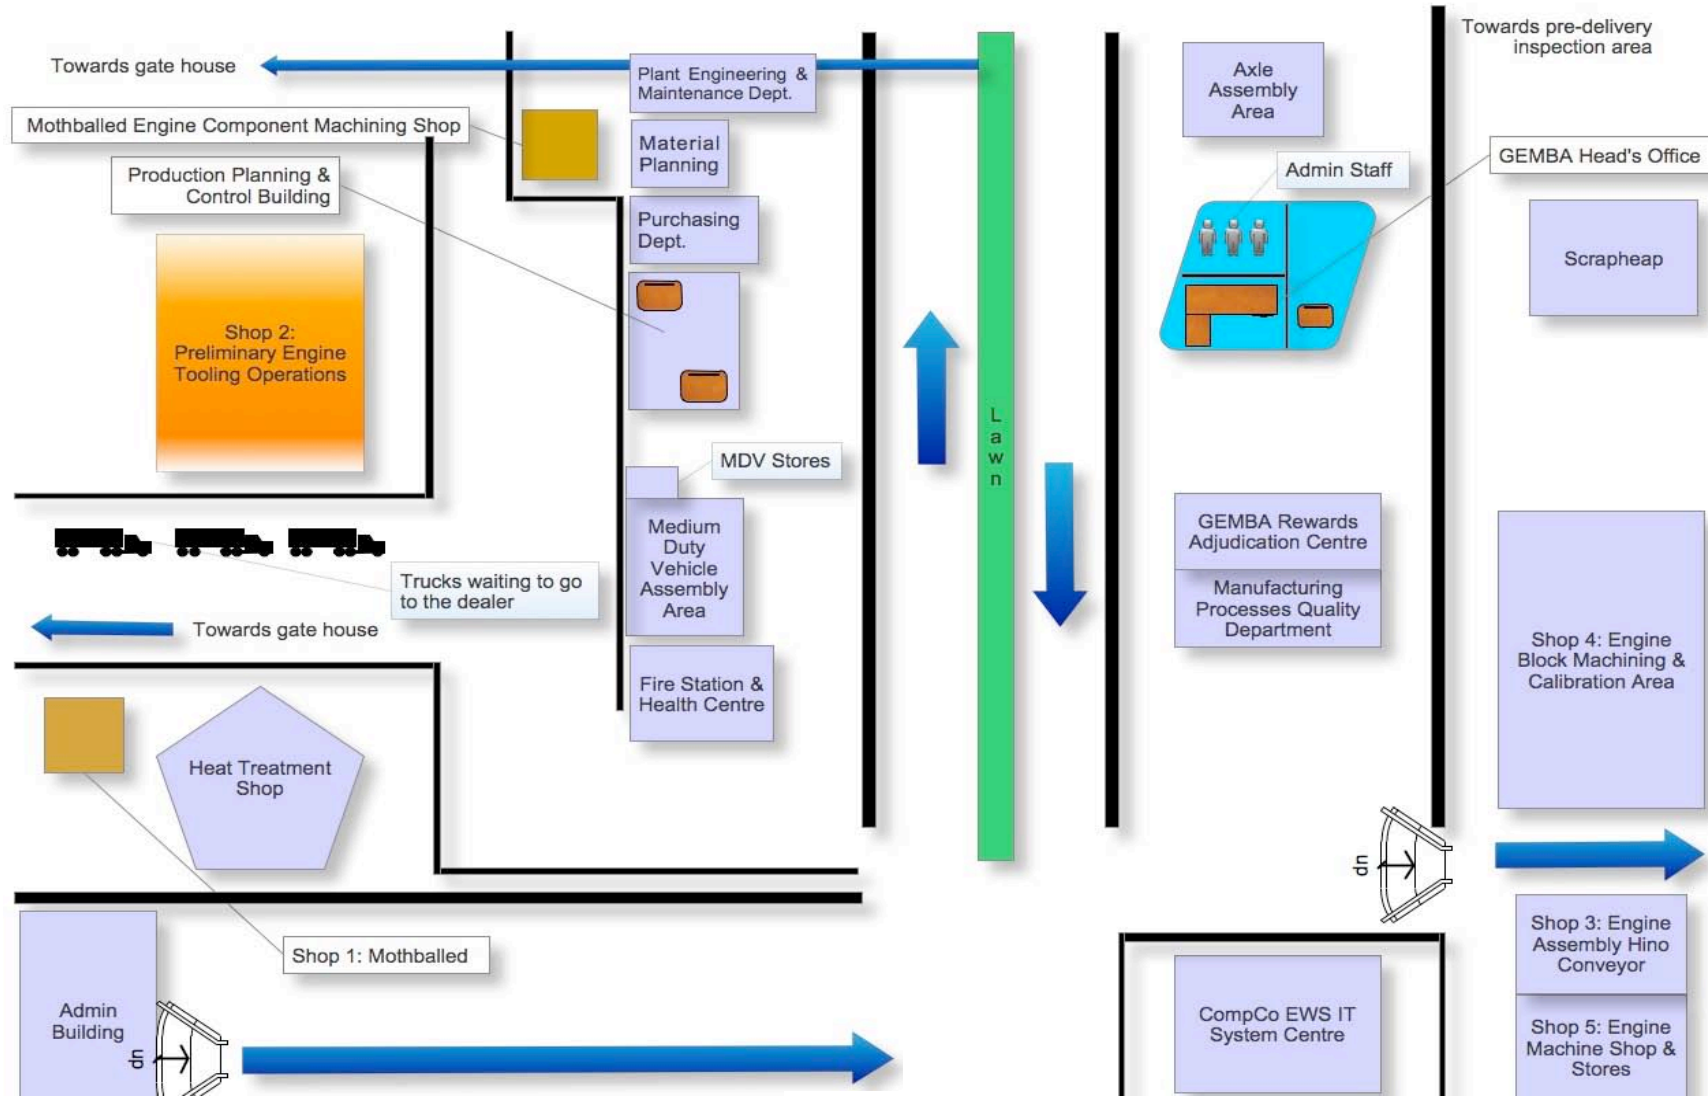 Towards gate house
Plant Engineering &
Maintenance Dept.
Mothballed Engine Component Machining Shop
Production Planning &
Control Building
Material
Planning
Purchasing
Dept.
Shop 2:
Preliminary Engine
Tooling Operations
MDV Stores
Medium
Duty
Vehicle
Assembly
Area
Trucks waiting to go
to the dealer
Towards gate house
Fire Station &
Health Centre
Heat Treatment
Shop
Shop 1: Mothballed
Admin
Building
dn
L
a
w
n
Axle
Assembly
Area
Towards pre-delivery
inspection area
Admin Staff
GEMBA Head's Office
Scrapheap
GEMBA Rewards
Adjudication Centre
Manufacturing
Processes Quality
Department
Shop 4: Engine
Block Machining &
Calibration Area
dn
Shop 3: Engine
Assembly Hino
Conveyor
CompCo EWS IT
System Centre
Shop 5: Engine
Machine Shop &
Stores